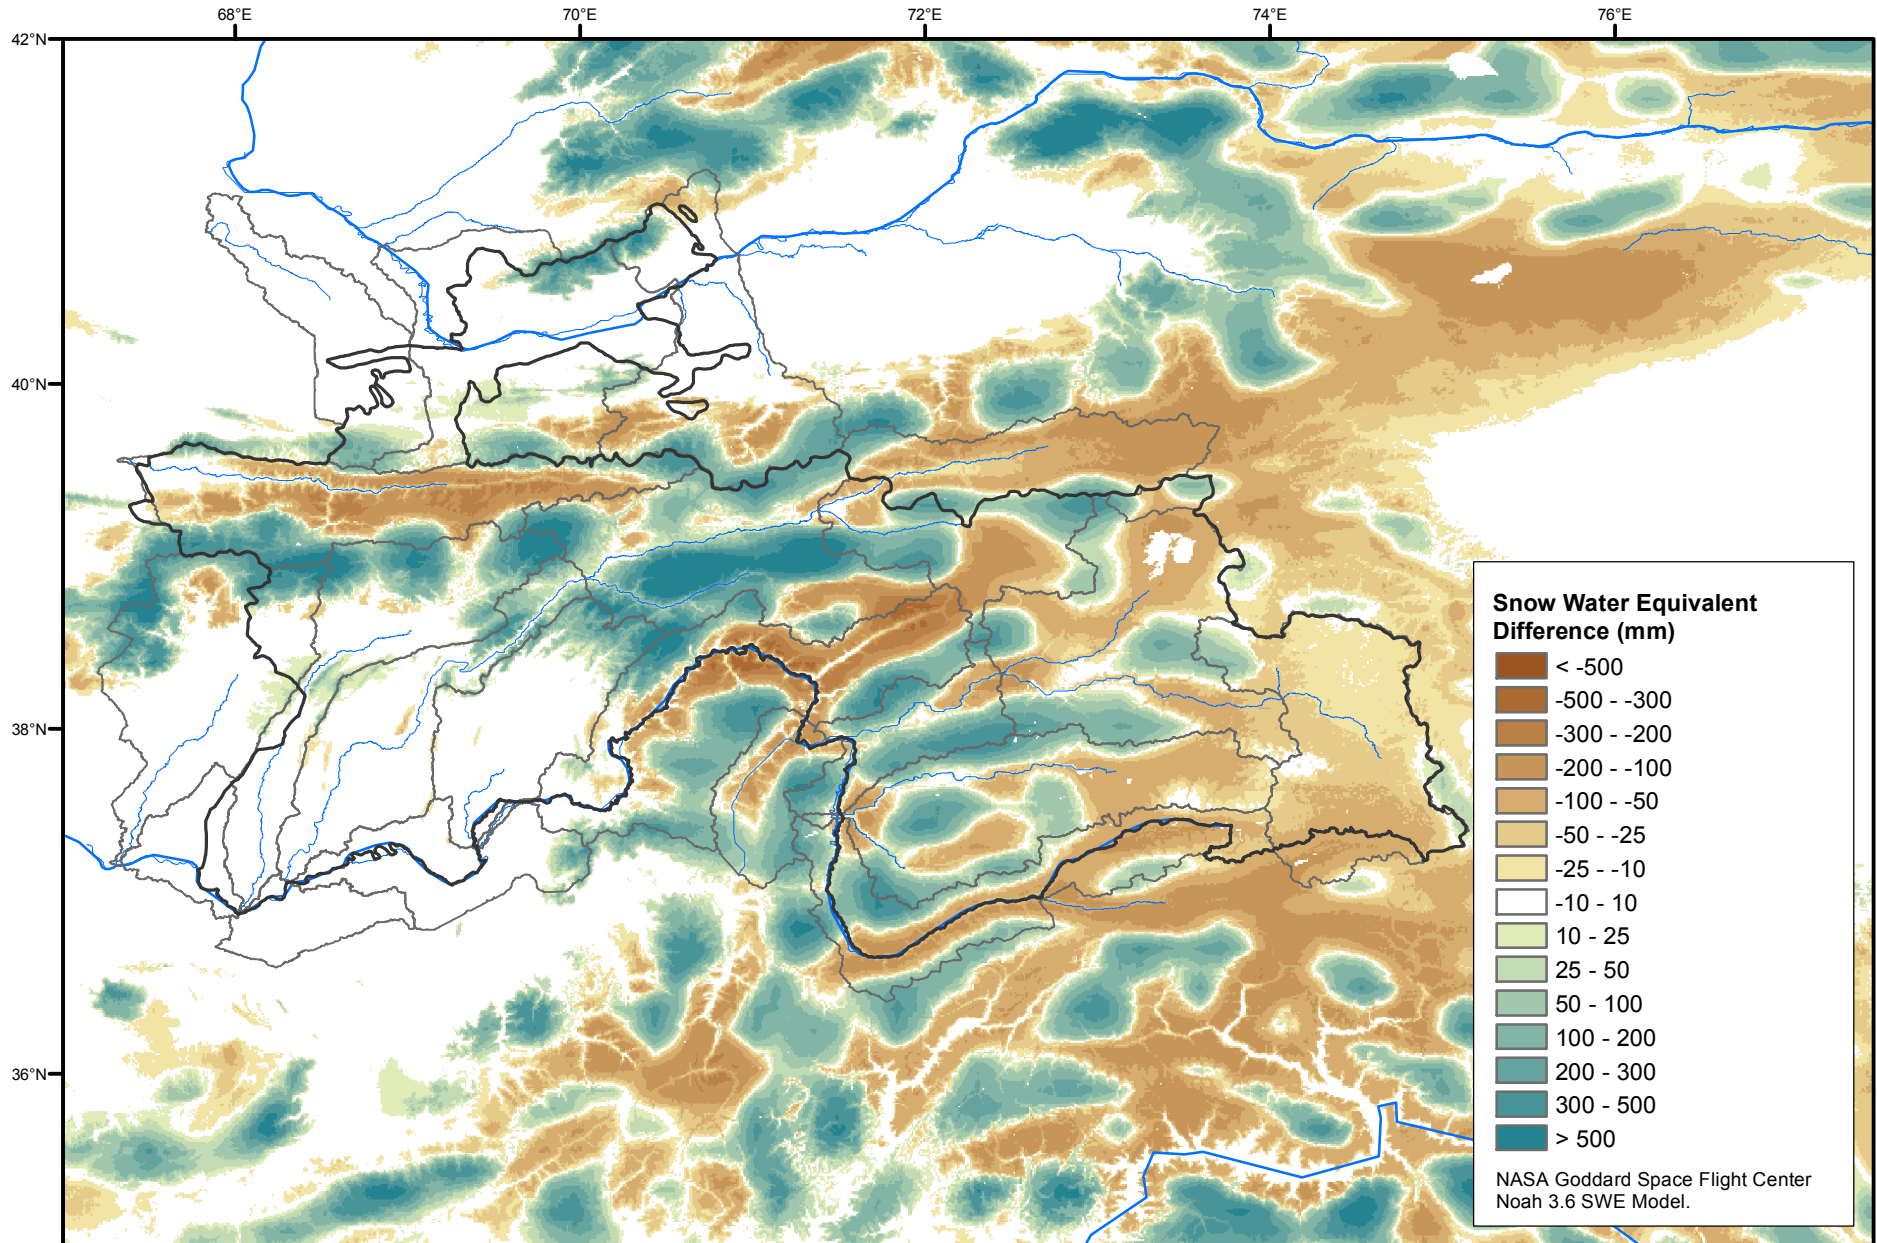 68°E 70°E 72°E 74°E 76°E
42°N
40°N
38°N
36°N
Snow Water Equivalent
Difference (mm)
< -500
-500 - -300
-300 - -200
-200 - -100
-100 - -50
-50 - -25
-25 - -10
-10 - 10
10 - 25
25 - 50
50 - 100
100 - 200
200 - 300
300 - 500
> 500
NASA Goddard Space Flight Center
Noah 3.6 SWE Model.